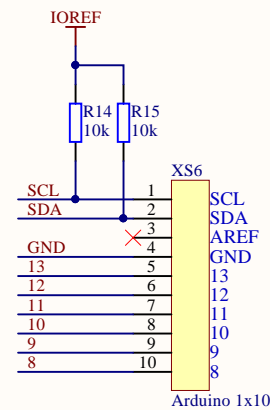 IOREF
R14 R15
10k 10k
XS6
SCL 1 SCL
SDA 2 SDA
3 AREF
GND 4 GND
13 5 13
12 6 12
11 7 11
10 8 10
9 9 9
8 10 8
Arduino 1x10